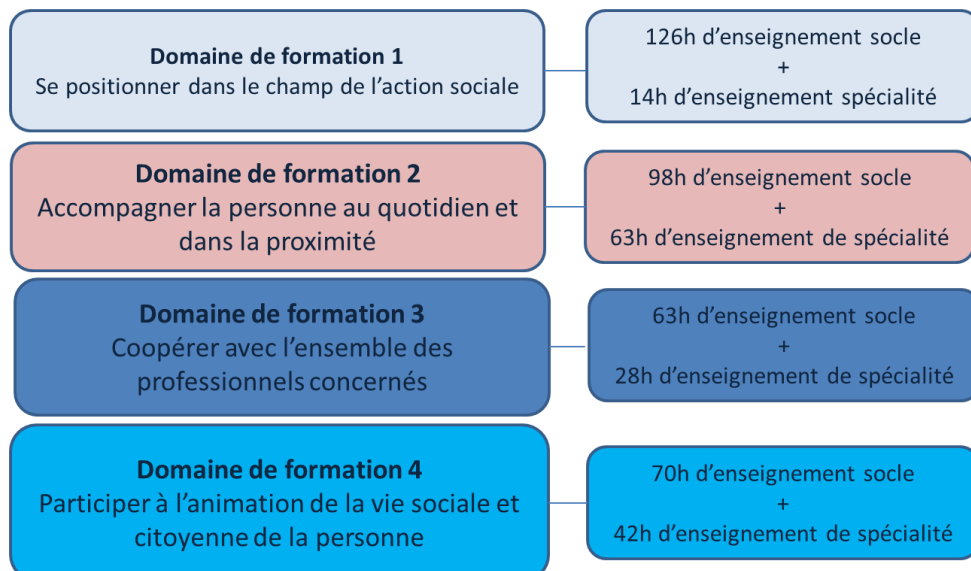 Domaine de formation 1
Se positionner dans le champ de l'action sociale
126h d'enseignement socle
+
14h d'enseignement spécialité
Domaine de formation 2
Accompagner la personne au quotidien et
dans la proximité
98h d'enseignement socle
+
63h d'enseignement de spécialité
Domaine de formation 3
Coopérer avec l'ensemble des
professionnels concernés
63h d'enseignement socle
+
28h d'enseignement de spécialité
Domaine de formation 4
Participer à l'animation de la vie sociale et
citoyenne de la personne
70h d'enseignement socle
+
42h d'enseignement de spécialité